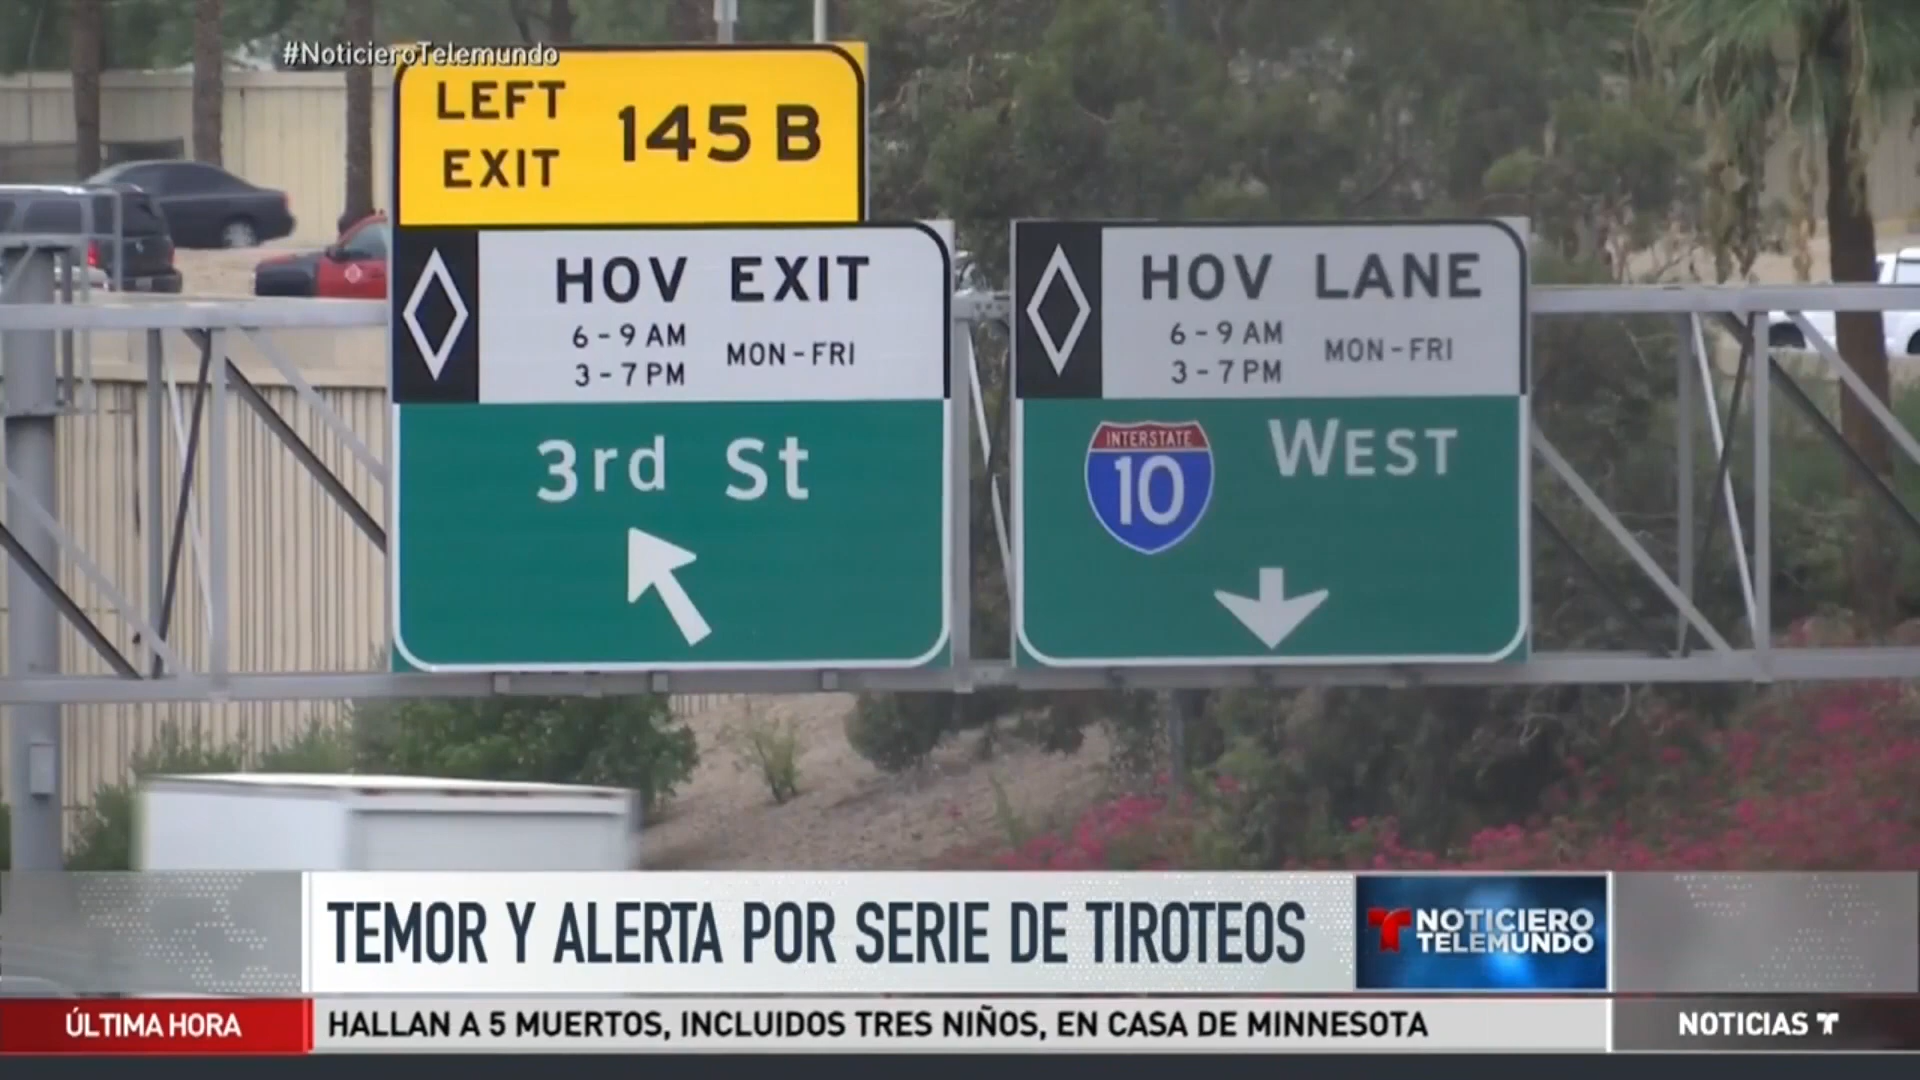 #NoticieroTelemundo
LEFT EXIT 145 B
HOV EXIT
6-9 AM
3-7 PM
MON-FRI
3rd St
HOV LANE
6-9 AM
3-7 PM
MON-FRI
INTERSTATE
10
WEST
TEMOR Y ALERTA POR SERIE DE TIROTEOS
NOTICIERO
TELEMUNDO
ÚLTIMA HORA
HALLAN A 5 MUERTOS, INCLUIDOS TRES NIÑOS, EN CASA DE MINNESOTA
NOTICIAS T